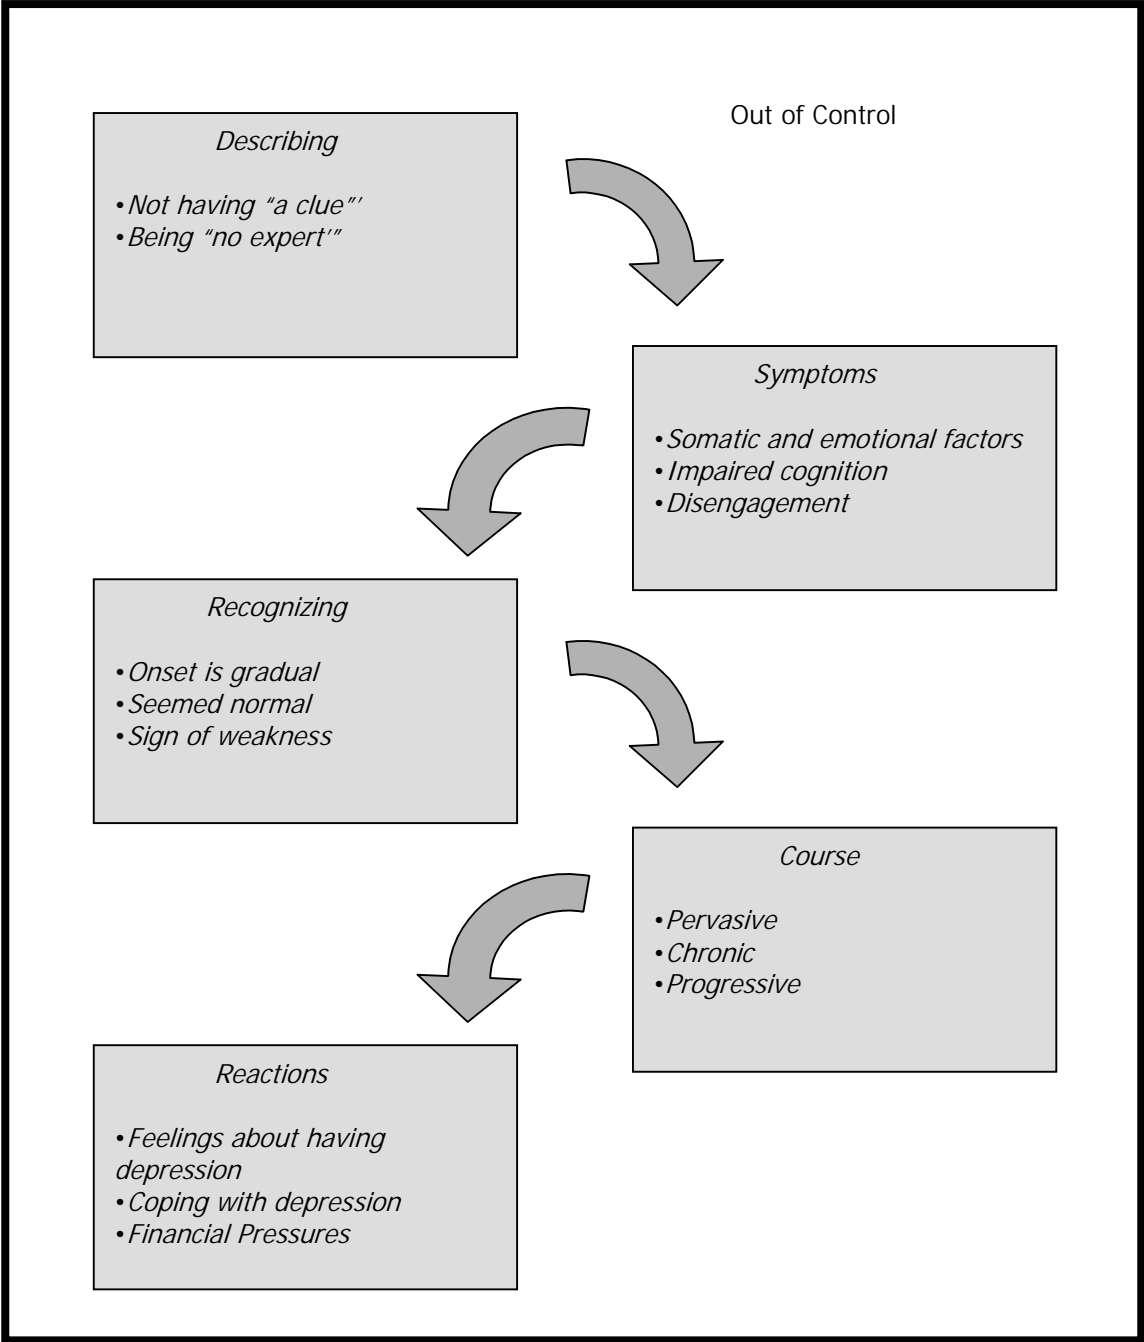 Out of Control
Describing
•Not having “a clue”’
•Being “no expert’”
Symptoms
•Somatic and emotional factors
•Impaired cognition
•Disengagement
Recognizing
•Onset is gradual
•Seemed normal
•Sign of weakness
Course
•Pervasive
•Chronic
•Progressive
Reactions
•Feelings about having
depression
•Coping with depression
•Financial Pressures